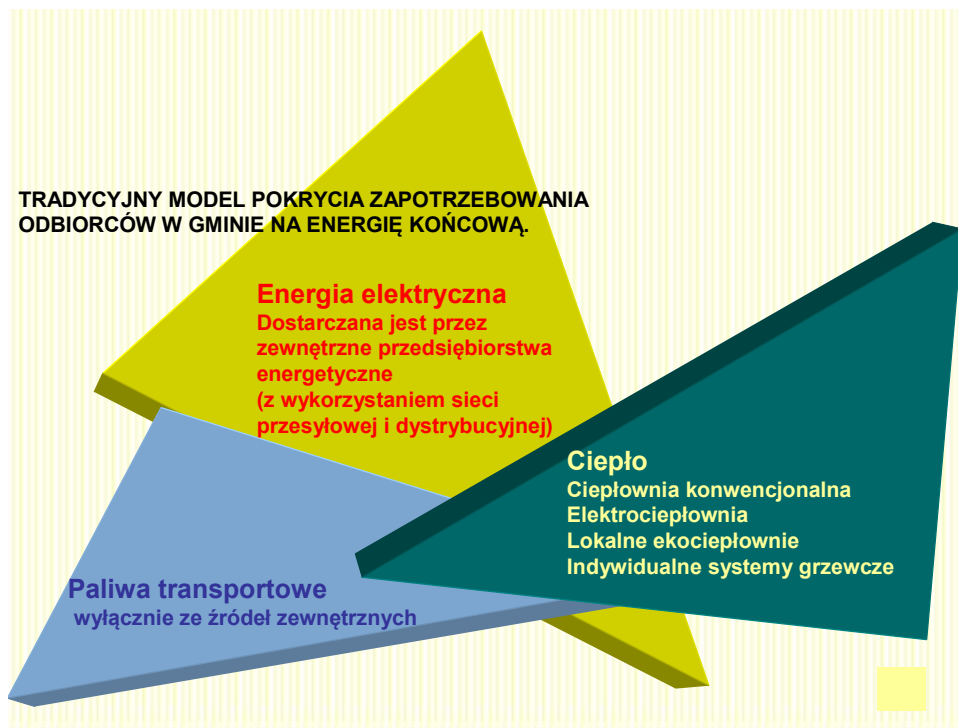 TRADYCYJNY MODEL POKRYCIA ZAPOTRZEBOWANIA
ODBIORCÓW W GMINIE NA ENERGIĘ KOŃCOWĄ.
Energia elektryczna
Dostarczana jest przez
zewnętrzne przedsiębiorstwa
energetyczne
(z wykorzystaniem sieci
przesyłowej i dystrybucyjnej)
Ciepło
Ciepłownia konwencjonalna
Elektrociepłownia
Lokalne ekociepłownie
Indywidualne systemy grzewcze
Paliwa transportowe
wyłącznie ze źródeł zewnętrznych